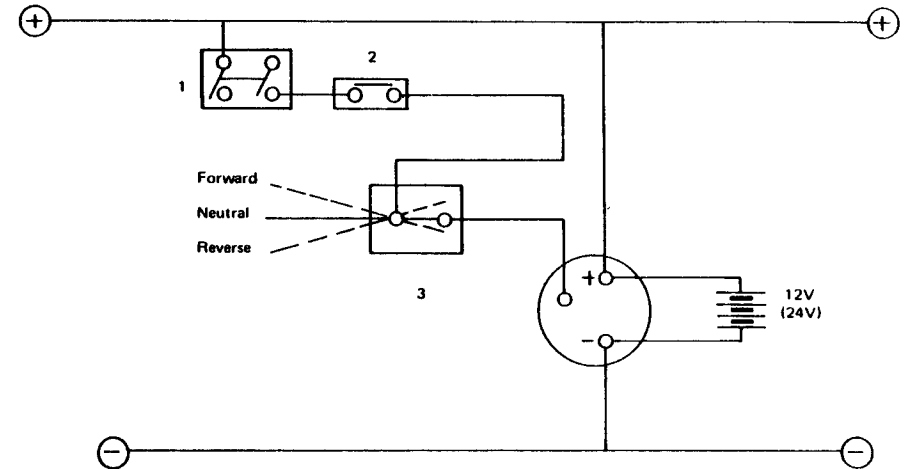 + +
2
1
Forward
Neutral
Reverse
3
+
12V
(24V)
−
− −